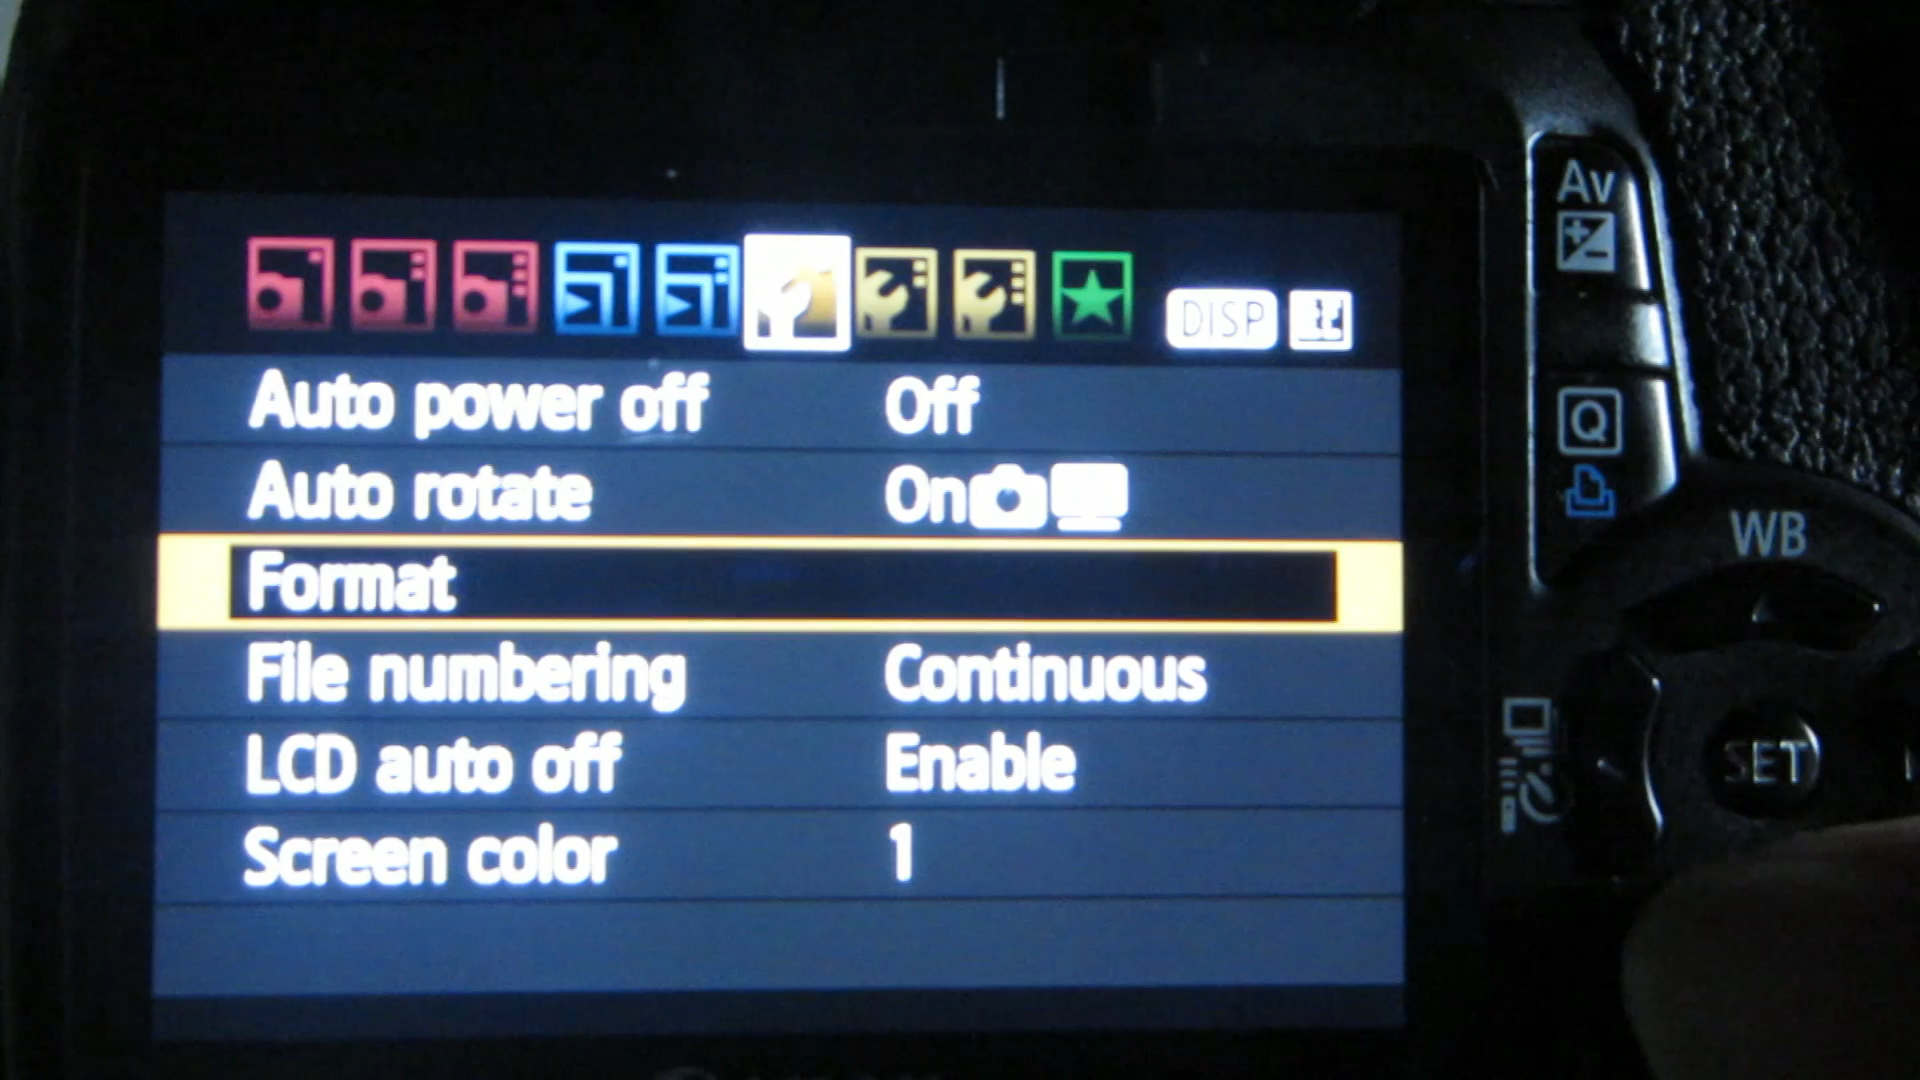 DISP
Auto power off Off
Auto rotate On
Format
File numbering Continuous
LCD auto off Enable
Screen color 1
Av
Q
WB
SET